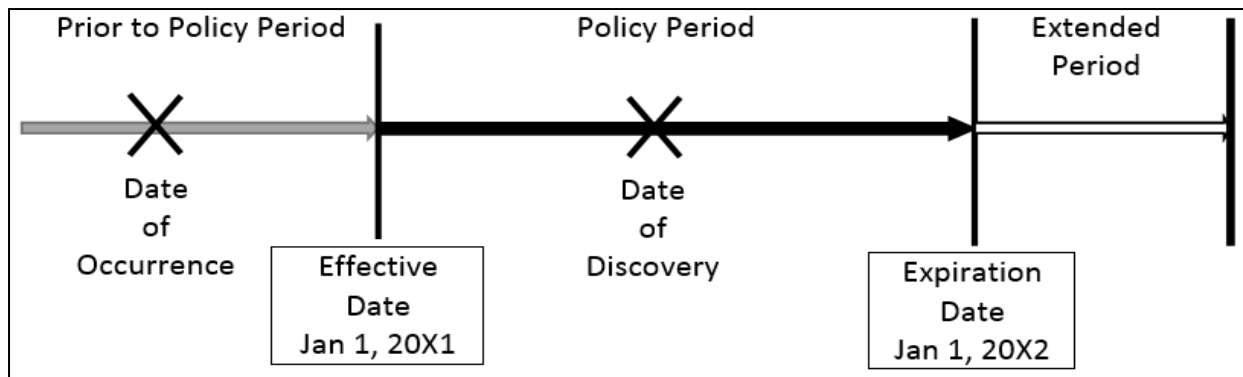 Prior to Policy Period
Policy Period
Extended
Period
Date
of
Occurrence
Date
of
Discovery
Effective
Date
Jan 1, 20X1
Expiration
Date
Jan 1, 20X2